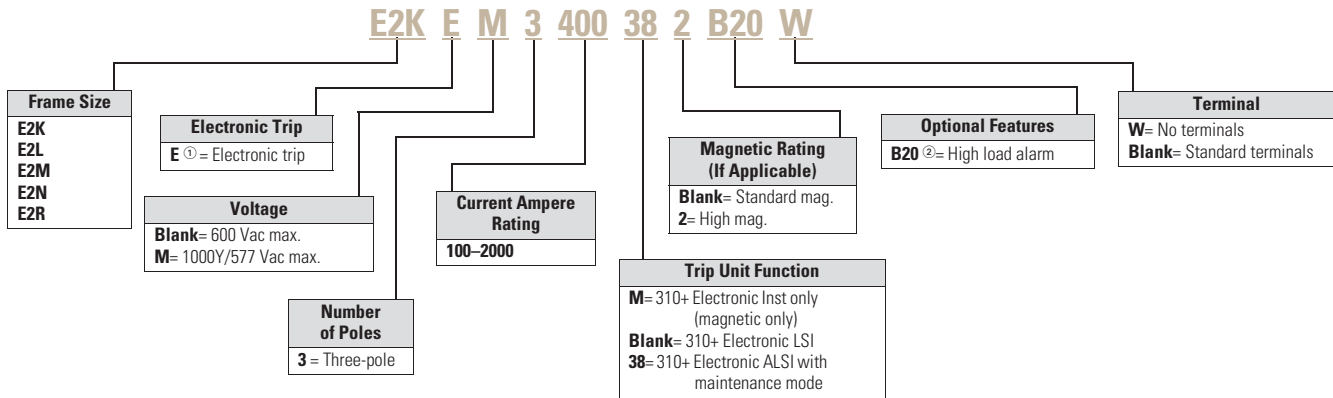 E2K E M 3 400 38 2 B20 W
Frame Size
E2K
E2L
E2M
E2N
E2R
Electronic Trip
E ① = Electronic trip
Voltage
Blank= 600 Vac max.
M= 1000Y/577 Vac max.
Number
of Poles
3 = Three-pole
Current Ampere
Rating
100–2000
Trip Unit Function
M= 310+ Electronic Inst only
(magnetic only)
Blank= 310+ Electronic LSI
38= 310+ Electronic ALSI with
maintenance mode
Magnetic Rating
(If Applicable)
Blank= Standard mag.
2= High mag.
Optional Features
B20 ②= High load alarm
Terminal
W= No terminals
Blank= Standard terminals